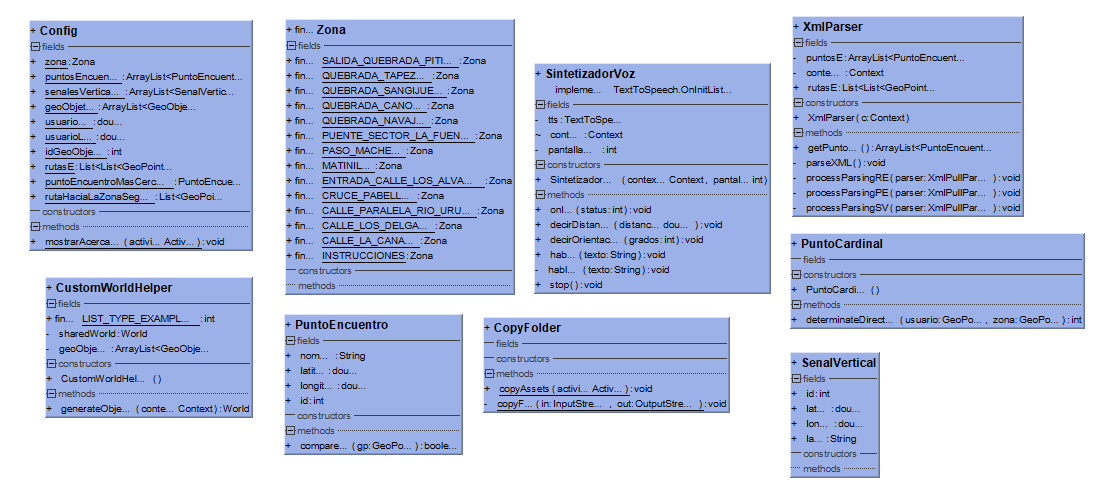 + Config
fields
+ zona:Zona
+ puntosEncuen... :ArrayList<PuntoEncuent...
+ senalesVertica... :ArrayList<SenalVertic...
+ geoObjet... :ArrayList<GeoObje...
+ usuario... :dou...
+ usuarioL... :dou...
+ idGeoObje... :int
+ rutasE:List<List<GeoPoint...
+ puntoEncuentroMasCerc... :PuntoEncue...
+ rutaHaciaLaZonaSeg... :List<GeoPoi...
constructors
methods
+ mostrarAcerca... (activi... Activ...):void
+ CustomWorldHelper
fields
+ fin... LIST_TYPE_EXAMPL... :int
- sharedWorld:World
- geoObje... :ArrayList<GeoObje...
constructors
+ CustomWorldHel... ()
methods
+ generateObje... (conte... Context):World
+ fin... Zona
fields
+ fin... SALIDA_QUEBRADA_PITI... :Zona
+ fin... QUEBRADA_TAPEZ... :Zona
+ fin... QUEBRADA_SANGIJUE... :Zona
+ fin... QUEBRADA_CANO... :Zona
+ fin... QUEBRADA_NAVAJ... :Zona
+ fin... PUENTE_SECTOR_LA_FUEN... :Zona
+ fin... PASO_MACHE... :Zona
+ fin... MATINIL... :Zona
+ fin... ENTRADA_CALLE_LOS_ALVA... :Zona
+ fin... CRUCE_PABELL... :Zona
+ fin... CALLE_PARALELA_RIO_URU... :Zona
+ fin... CALLE_LOS_DELGA... :Zona
+ fin... CALLE_LA_CANA... :Zona
+ fin... INSTRUCCIONES:Zona
constructors
methods
+ PuntoEncuentro
fields
+ nom... :String
+ latit... :dou...
+ longit... :dou...
+ id:int
constructors
methods
+ compare... (gp:GeoPo...):boole...
+ SintetizadorVoz
impleme... TextToSpeech.OnInitList...
fields
- tts:TextToSpe...
~ cont... :Context
- pantalla... :int
constructors
+ Sintetizador... (contex... Context, pantal... int)
methods
+ onI... (status:int):void
+ decirDistan... (distanc... dou...):void
+ decirOrientac... (grados:int):void
+ hab... (texto:String):void
- habl... (texto:String):void
+ stop():void
+ CopyFolder
fields
constructors
methods
+ copyAssets(activi... Activ...):void
- copyF... (in:InputStre... , out:OutputStre...):void
+ XmlParser
fields
- puntosE:ArrayList<PuntoEncuent...
- conte... :Context
+ rutasE:List<List<GeoPoint...
constructors
+ XmlParser(c:Context)
methods
+ getPunto... ():ArrayList<PuntoEncuent...
- parseXML():void
- processParsingRE(parser:XmlPullPar...):void
- processParsingPE(parser:XmlPullPar...):void
- processParsingSV(parser:XmlPullPar...):void
+ PuntoCardinal
fields
constructors
+ PuntoCardi... ()
methods
+ determinateDirect... (usuario:GeoPo... , zona:GeoPo...):int
+ SenalVertical
fields
+ id:int
+ lat... :dou...
+ lon... :dou...
+ la... :String
constructors
methods